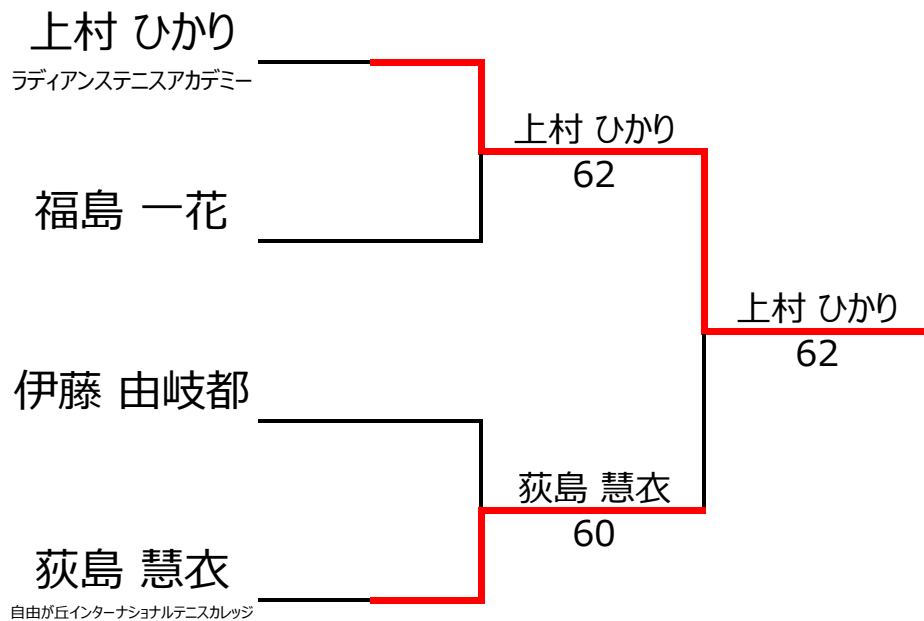 上村 ひかり
ラディアンステニスアカデミー
上村 ひかり
62
福島 一花
上村 ひかり
62
伊藤 由岐都
荻島 慧衣
60
荻島 慧衣
自由が丘インターナショナルテニスカレッジ